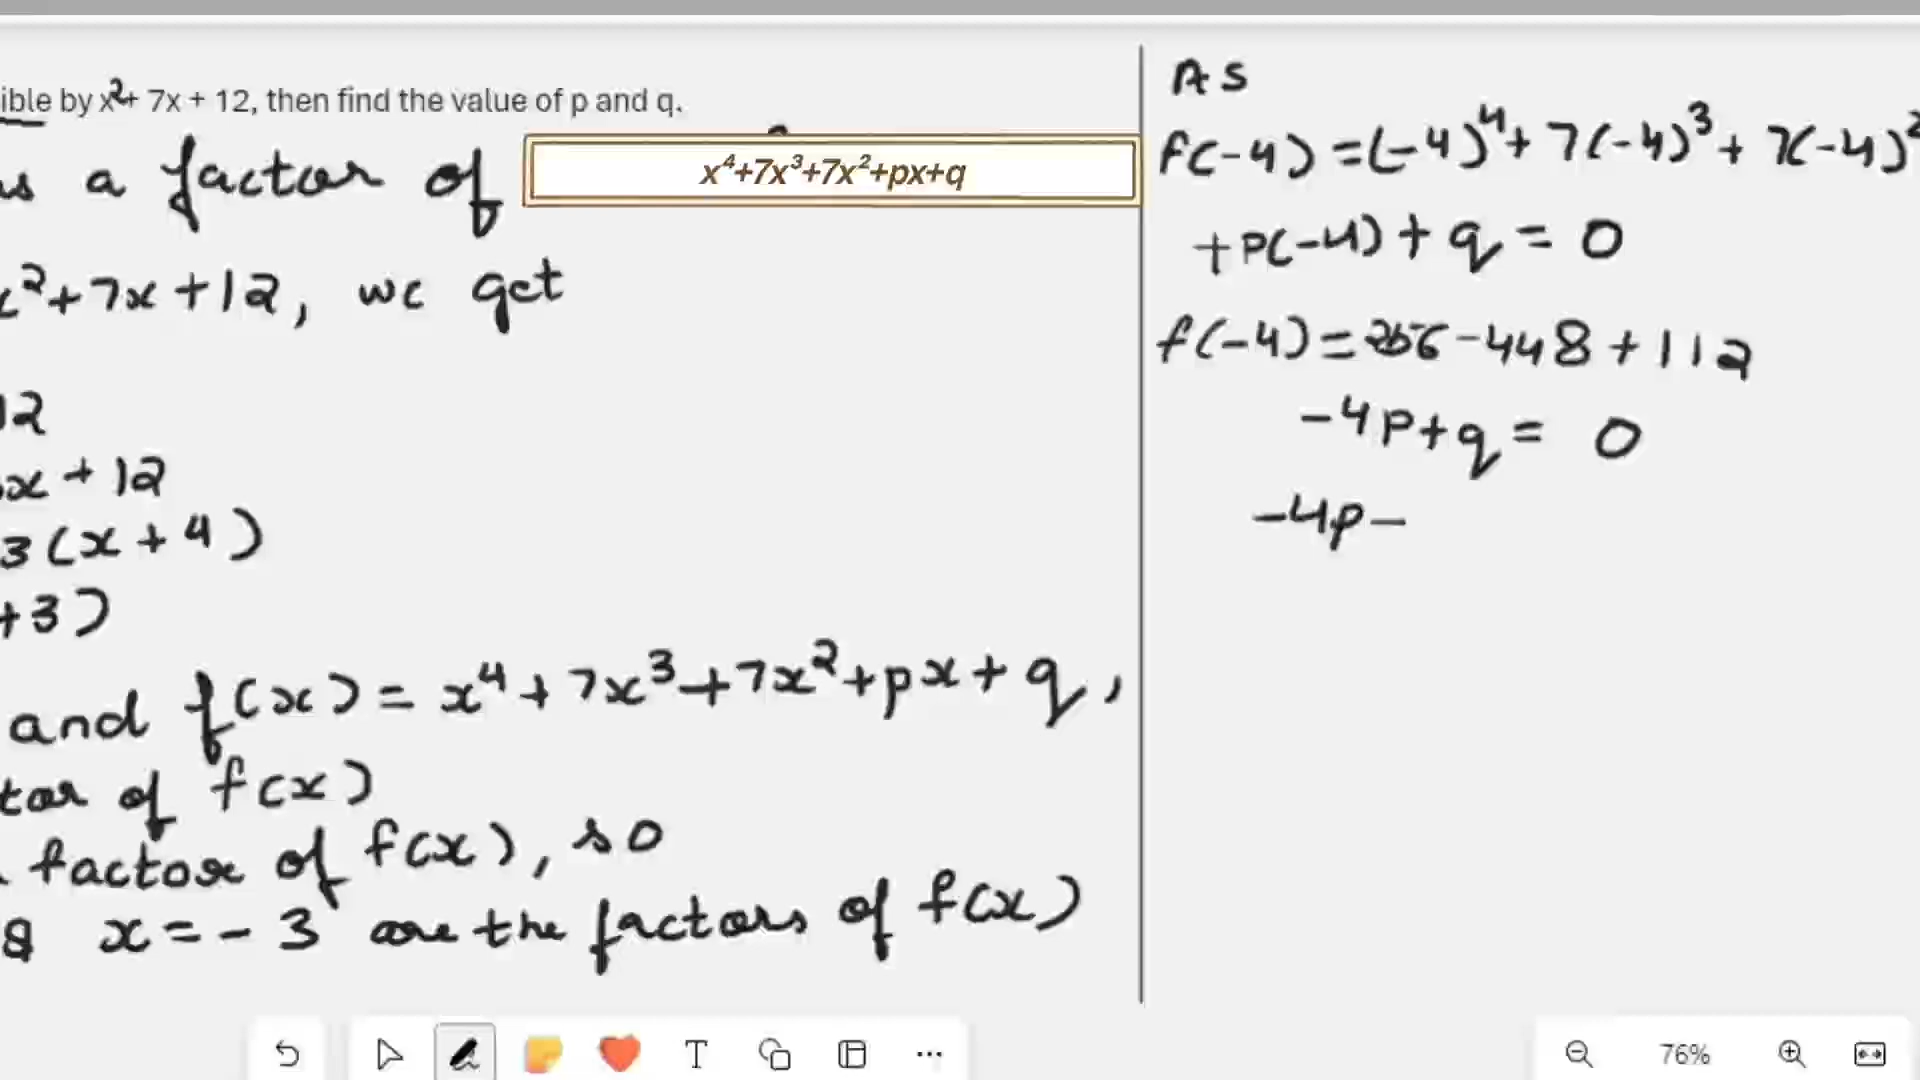 ible by x²+ 7x + 12, then find the value of p and q.
us a factor of
x⁴+7x³+7x²+px+q
x²+7x+12, we get
12
x + 12
3(x+4)
+3)
and f(x) = x⁴+7x³+7x²+px+q,
tor of f(x)
factor of f(x), so
& x = - 3 are the factors of f(x)
AS
f(-4) = (-4)⁴+ 7(-4)³+ 7(-4)²
+p(-4)+q = 0
f(-4) = 256-448+112
-4p+q = 0
-4p-
76%